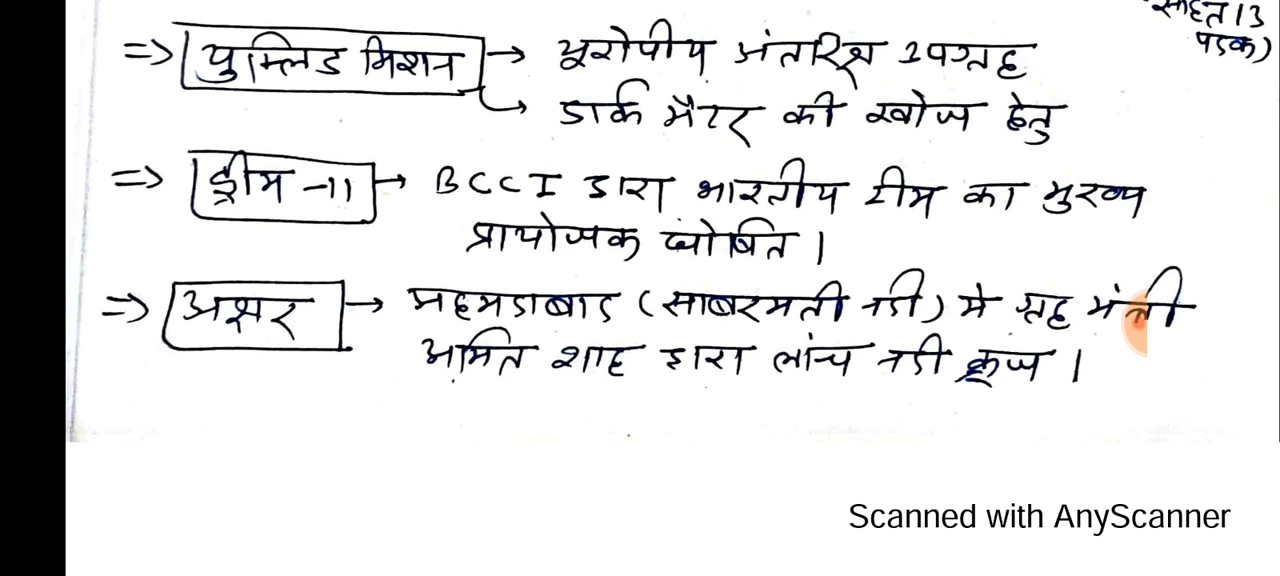 सहित 13
पदक)
=> युक्लिड मिशन → यूरोपीय अंतरिक्ष उपग्रह
→ डार्क मैटर की खोज हेतु
=> ड्रीम -11 → BCCI द्वारा भारतीय टीम का मुख्य
प्रायोजक घोषित।
=> अक्षर → अहमदाबाद (साबरमती नदी) मे गृह मंत्री
अमित शाह द्वारा लांच नदी क्रूज।
Scanned with AnyScanner